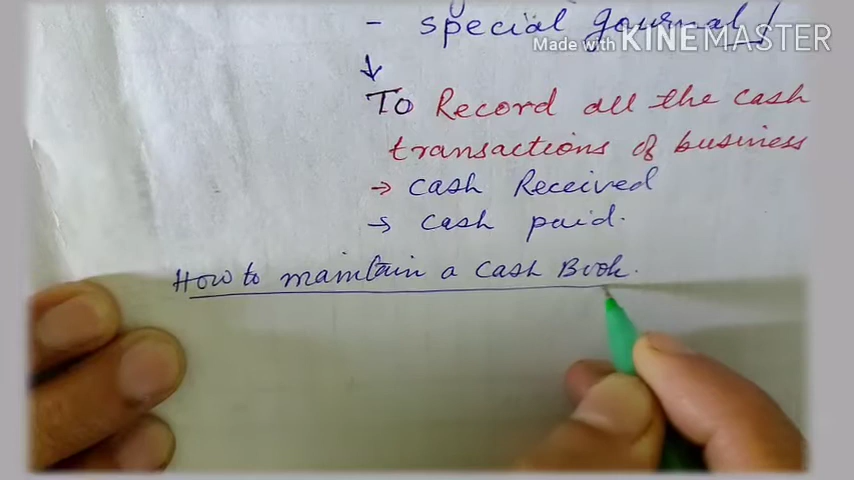 - special journal/
Made with KINEMASTER
↓
To Record all the cash
transactions of business
→ cash Received
→ cash paid.
How to maintain a cash Book.